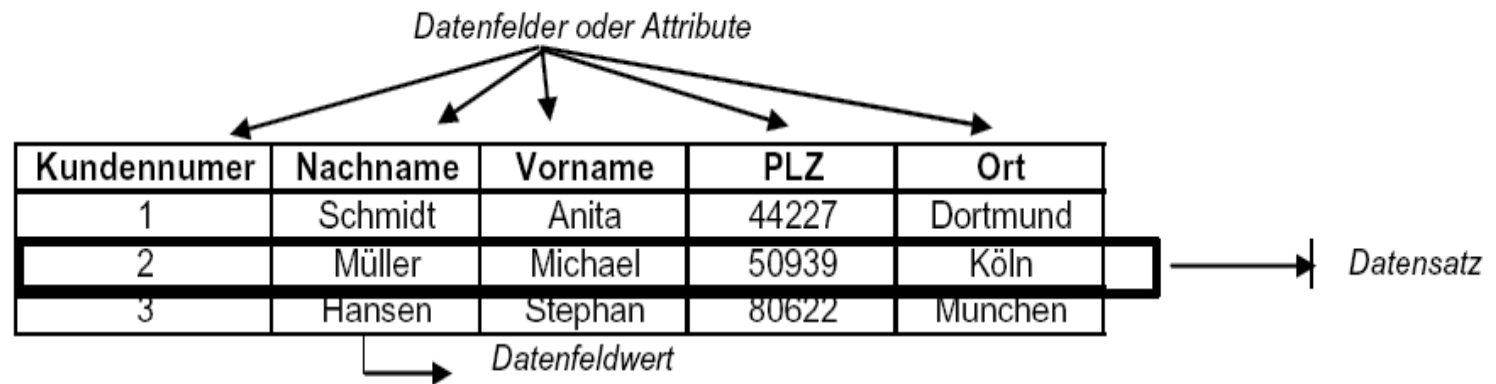 Datenfelder oder Attribute
Kundennumer Nachname Vorname PLZ Ort
1 Schmidt Anita 44227 Dortmund
2 Müller Michael 50939 Köln
Datensatz
3 Hansen Stephan 80622 Munchen
Datenfeldwert